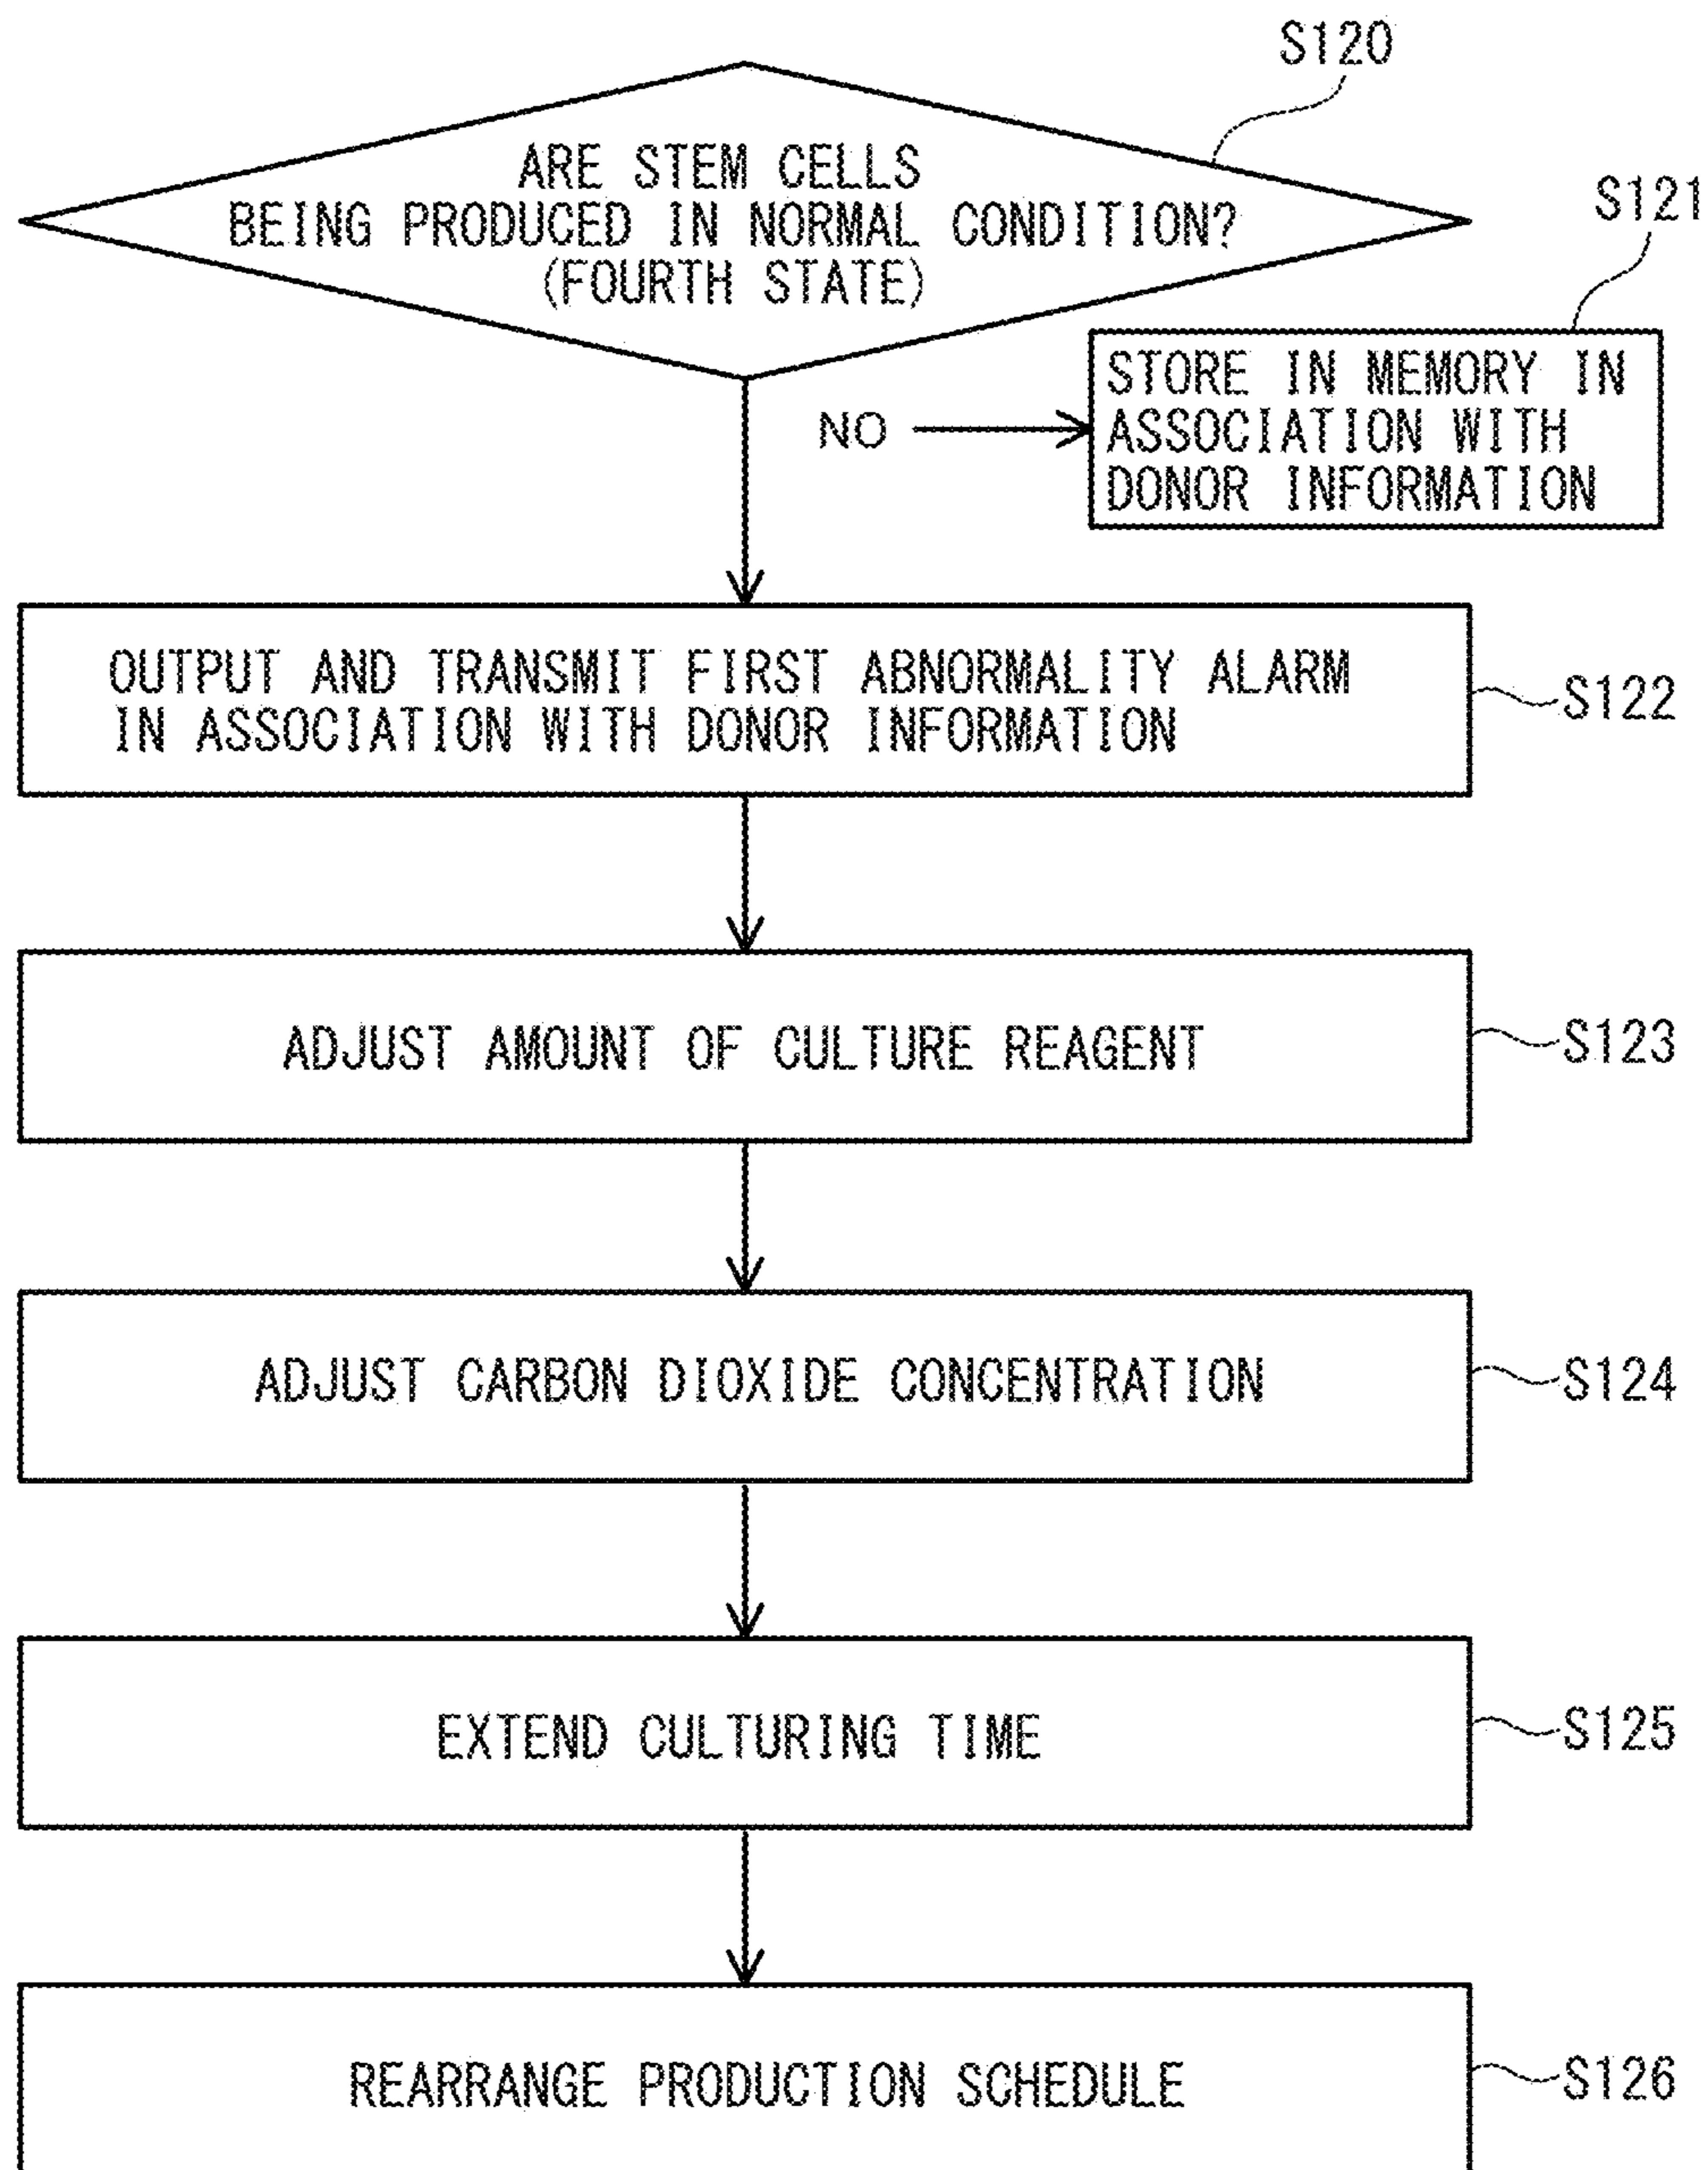 S120
ARE STEM CELLS
BEING PRODUCED IN NORMAL CONDITION?
(FOURTH STATE)
S121
NO
STORE IN MEMORY IN
ASSOCIATION WITH
DONOR INFORMATION
OUTPUT AND TRANSMIT FIRST ABNORMALITY ALARM
IN ASSOCIATION WITH DONOR INFORMATION
S122
ADJUST AMOUNT OF CULTURE REAGENT
S123
ADJUST CARBON DIOXIDE CONCENTRATION
S124
EXTEND CULTURING TIME
S125
REARRANGE PRODUCTION SCHEDULE
S126